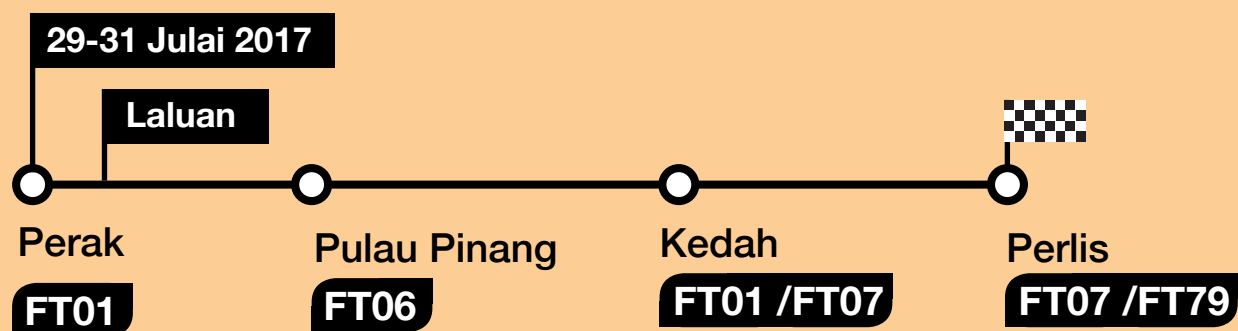 29-31 Julai 2017
Laluan
Perak
Pulau Pinang
Kedah
Perlis
FT01
FT06
FT01 /FT07
FT07 /FT79